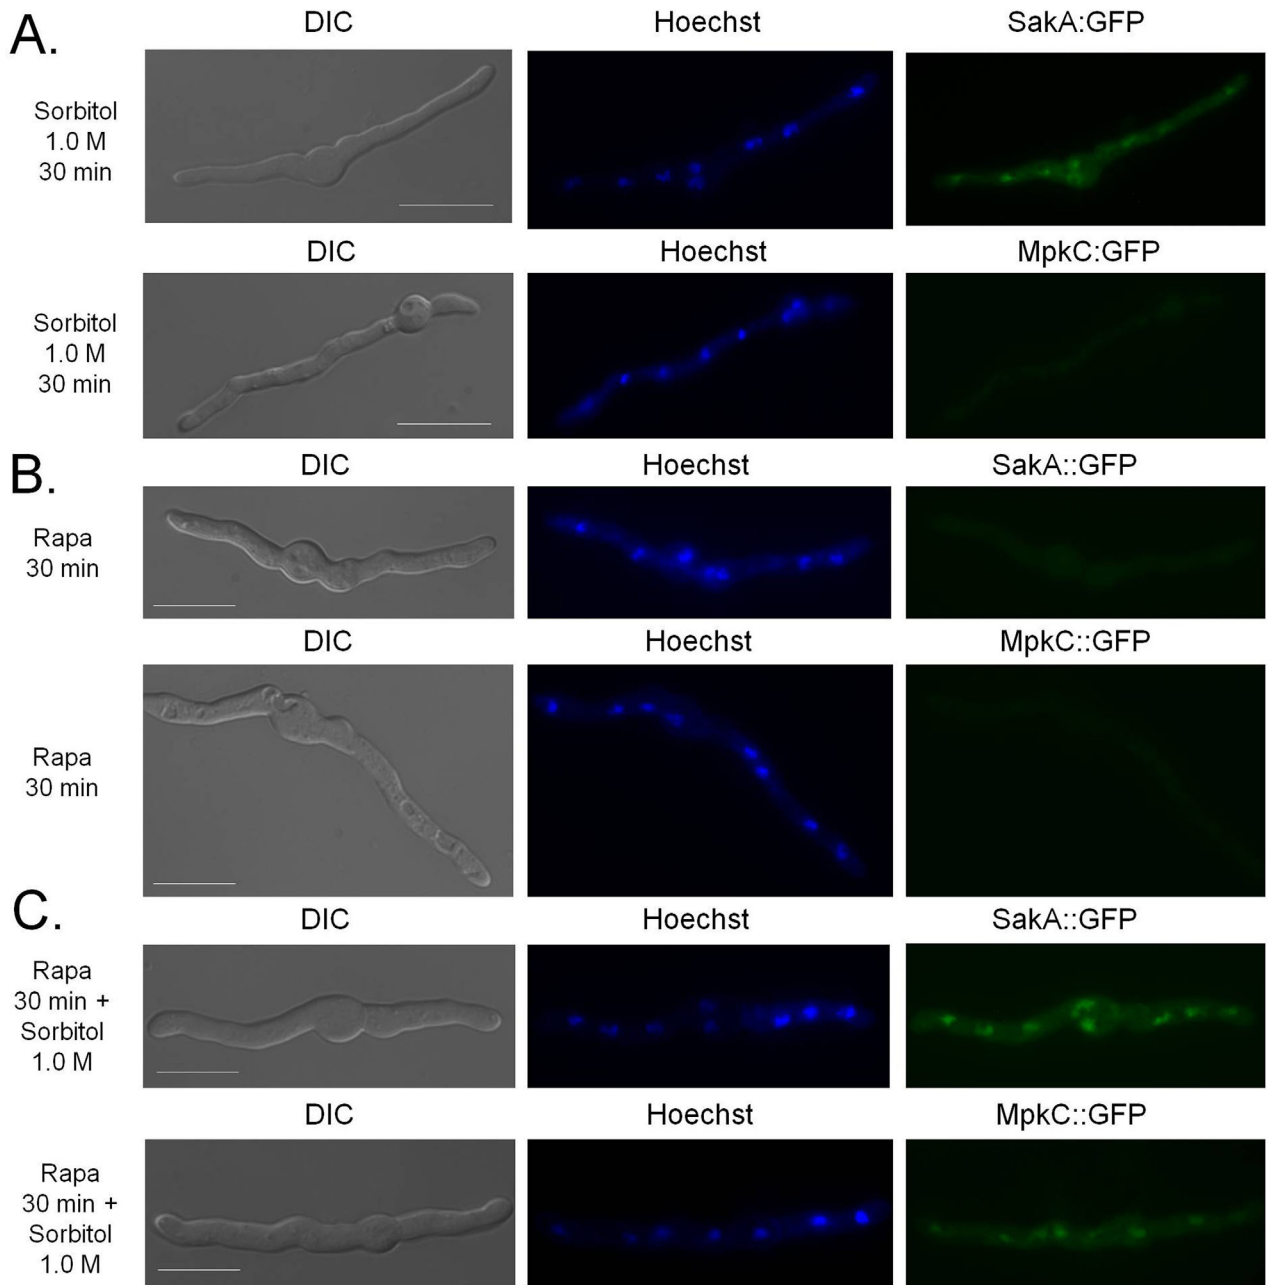 A.
DIC Hoechst SakA:GFP
Sorbitol
1.0 M
30 min
DIC Hoechst MpkC:GFP
Sorbitol
1.0 M
30 min
B.
DIC Hoechst SakA::GFP
Rapa
30 min
DIC Hoechst MpkC::GFP
Rapa
30 min
C.
DIC Hoechst SakA::GFP
Rapa
30 min +
Sorbitol
1.0 M
DIC Hoechst MpkC::GFP
Rapa
30 min +
Sorbitol
1.0 M